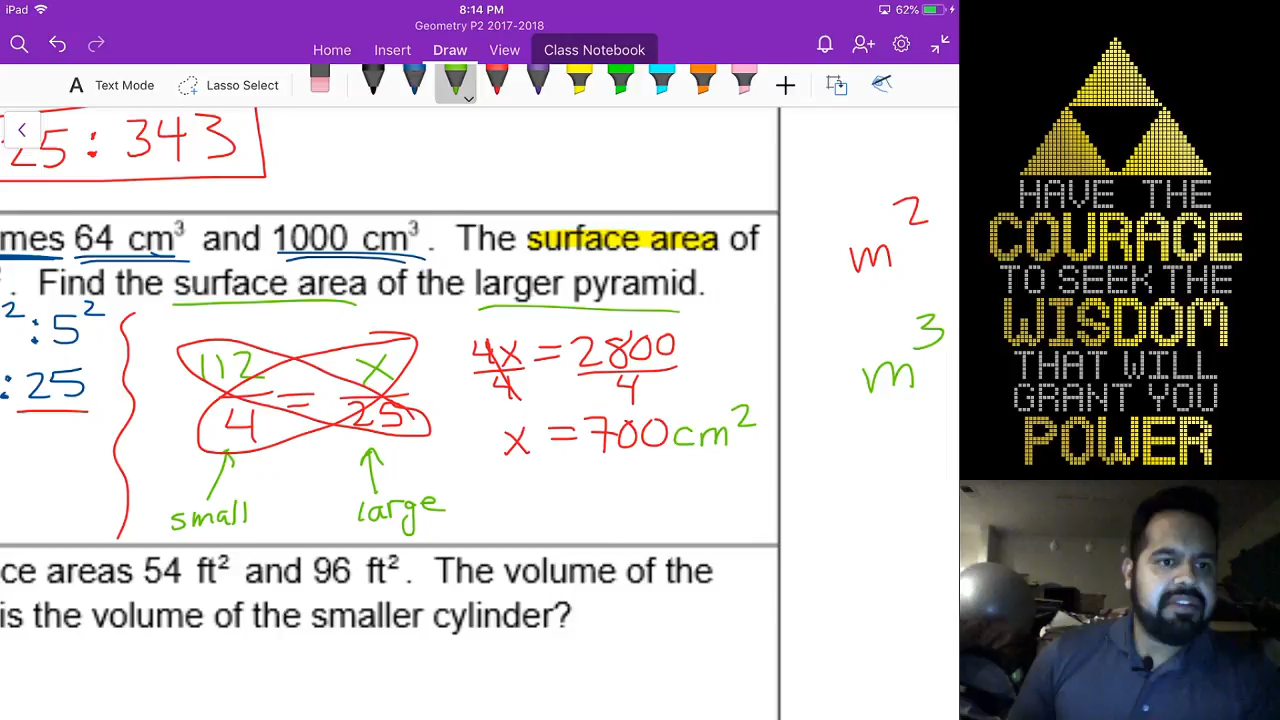 iPad
8:14 PM
62%
Geometry P2 2017-2018
Home Insert Draw View Class Notebook
A Text Mode Lasso Select
25 : 343
mes 64 cm³ and 1000 cm³. The surface area of
. Find the surface area of the larger pyramid.
² : 5²
: 25
112 / 4 = x / 25
small
large
4x / 4 = 2800 / 4
x = 700 cm²
m²
m³
ce areas 54 ft² and 96 ft². The volume of the
is the volume of the smaller cylinder?
HAVE THE
COURAGE
TO SEEK THE
WISDOM
THAT WILL
GRANT YOU
POWER